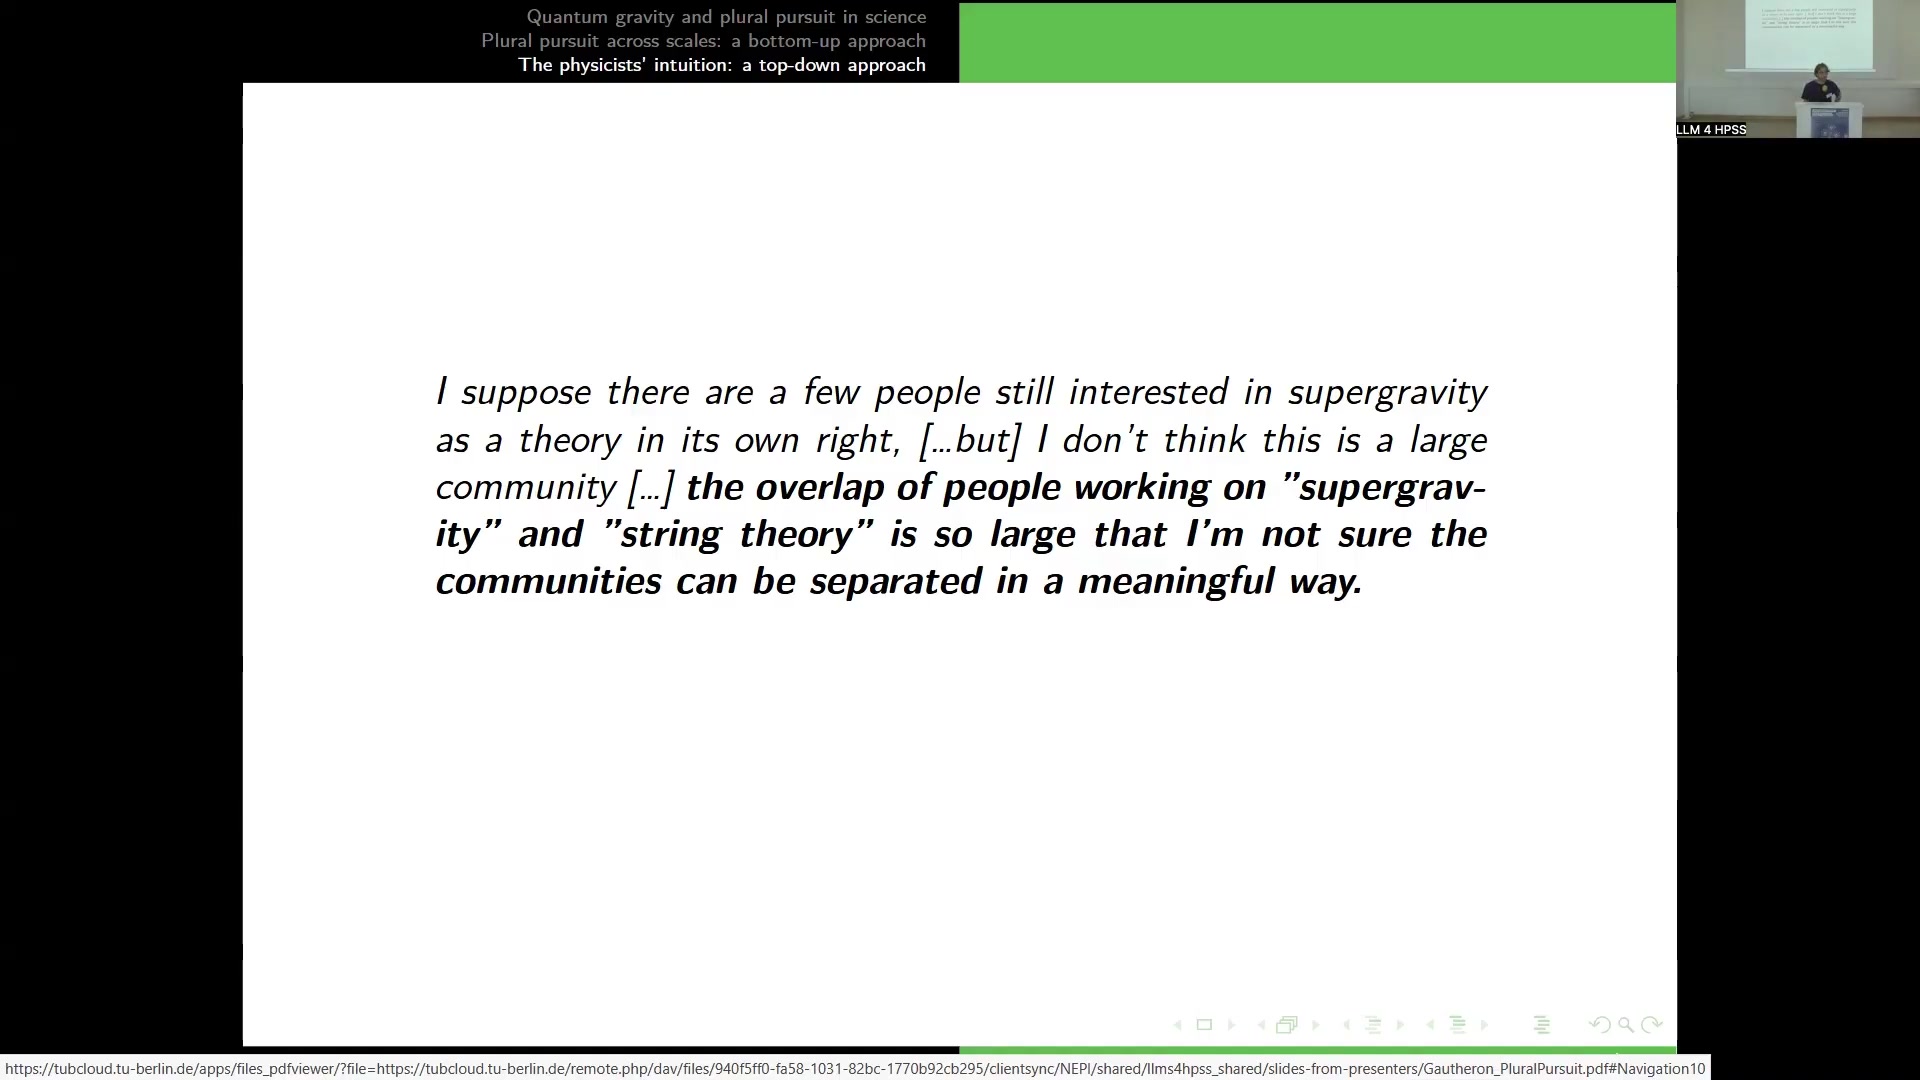 Quantum gravity and plural pursuit in science
Plural pursuit across scales: a bottom-up approach
The physicists' intuition: a top-down approach
LLM 4 HPSS
I suppose there are a few people still interested in supergravity
as a theory in its own right, [...but] I don't think this is a large
community [...] the overlap of people working on ”supergrav-
ity” and ”string theory” is so large that I'm not sure the
communities can be separated in a meaningful way.
https://tubcloud.tu-berlin.de/apps/files_pdfviewer/?file=https://tubcloud.tu-berlin.de/remote.php/dav/files/940f5ff0-fa58-1031-82bc-1770b92cb295/clientsync/NEPI/shared/llms4hpss_shared/slides-from-presenters/Gautheron_PluralPursuit.pdf#Navigation10